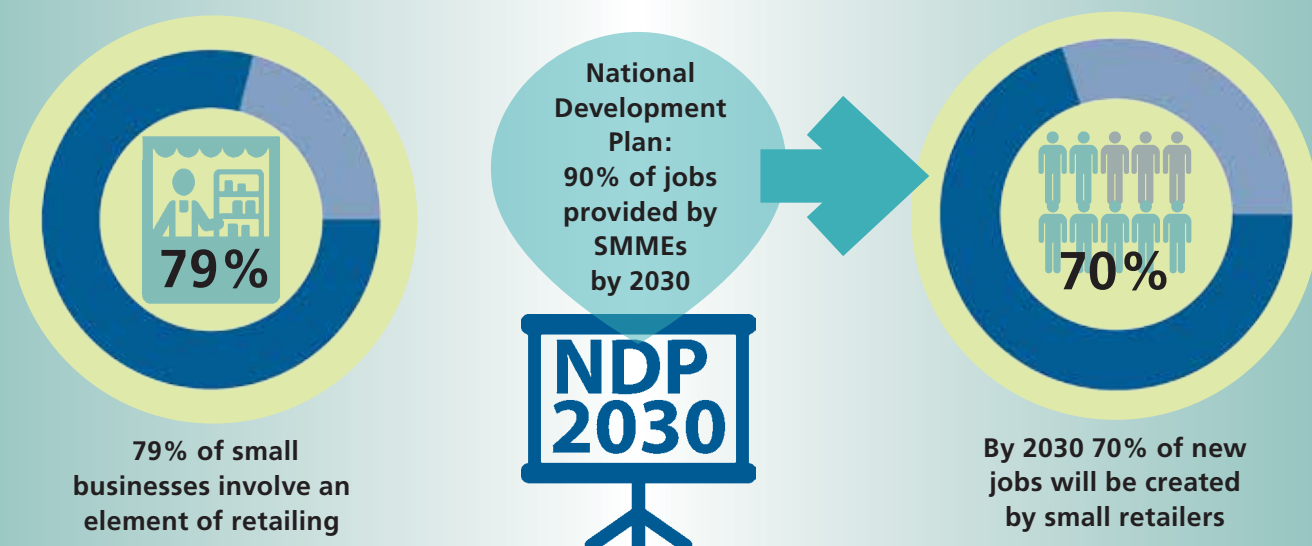 79%
79% of small
businesses involve an
element of retailing
National
Development
Plan:
90% of jobs
provided by
SMMEs
by 2030
NDP
2030
70%
By 2030 70% of new
jobs will be created
by small retailers